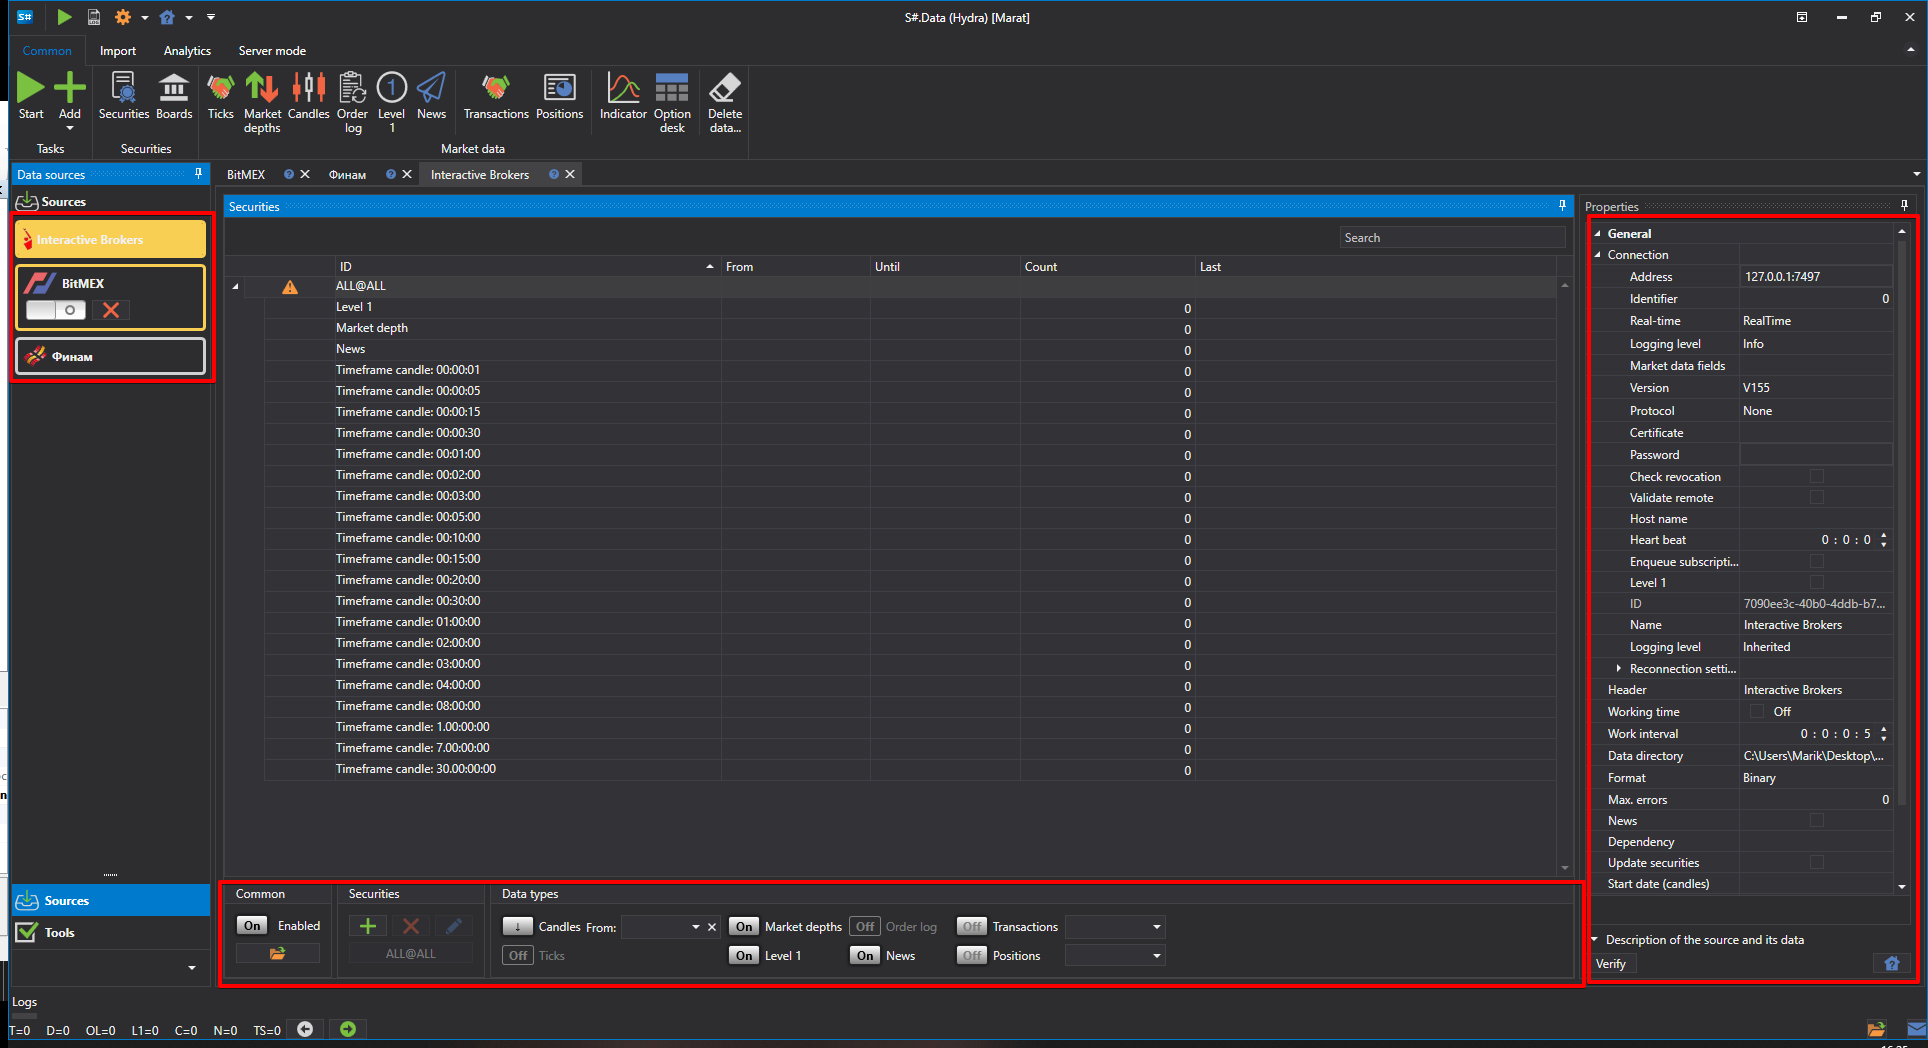 S#
S#.Data (Hydra) [Marat]
Common
Import
Analytics
Server mode
Start
Add
Securities
Boards
Ticks
Market depths
Candles
Order log
Level 1
News
Transactions
Positions
Indicator
Option desk
Delete data...
Tasks
Securities
Market data
Data sources
Sources
Interactive Brokers
BitMEX
Финам
BitMEX
Финам
Interactive Brokers
Securities
Search
ID From Until Count Last
ALL@ALL
Level 1 0
Market depth 0
News 0
Timeframe candle: 00:00:01 0
Timeframe candle: 00:00:05 0
Timeframe candle: 00:00:15 0
Timeframe candle: 00:00:30 0
Timeframe candle: 00:01:00 0
Timeframe candle: 00:02:00 0
Timeframe candle: 00:03:00 0
Timeframe candle: 00:05:00 0
Timeframe candle: 00:10:00 0
Timeframe candle: 00:15:00 0
Timeframe candle: 00:20:00 0
Timeframe candle: 00:30:00 0
Timeframe candle: 01:00:00 0
Timeframe candle: 02:00:00 0
Timeframe candle: 03:00:00 0
Timeframe candle: 04:00:00 0
Timeframe candle: 08:00:00 0
Timeframe candle: 1.00:00:00 0
Timeframe candle: 7.00:00:00 0
Timeframe candle: 30.00:00:00 0
Properties
General
Connection
Address 127.0.0.1:7497
Identifier 0
Real-time RealTime
Logging level Info
Market data fields
Version V155
Protocol None
Certificate
Password
Check revocation
Validate remote
Host name
Heart beat 0 : 0 : 0
Enqueue subscripti...
Level 1
ID 7090ee3c-40b0-4ddb-b7...
Name Interactive Brokers
Logging level Inherited
Reconnection setti...
Header Interactive Brokers
Working time Off
Work interval 0 : 0 : 0 : 5
Data directory C:\Users\Marik\Desktop\...
Format Binary
Max. errors 0
News
Dependency
Update securities
Start date (candles)
Description of the source and its data
Verify
Common
On Enabled
Securities
ALL@ALL
Data types
↓ Candles From:
On Market depths
Off Order log
Off Transactions
Off Ticks
On Level 1
On News
Off Positions
Sources
Tools
Logs
T=0 D=0 OL=0 L1=0 C=0 N=0 TS=0